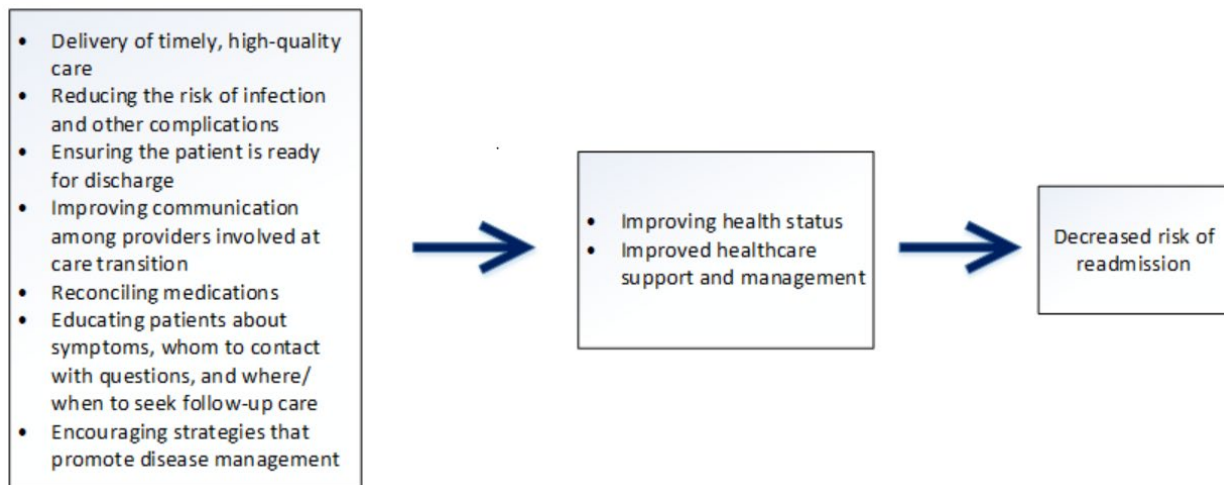 • Delivery of timely, high-quality
care
• Reducing the risk of infection
and other complications
• Ensuring the patient is ready
for discharge
• Improving communication
among providers involved at
care transition
• Reconciling medications
• Educating patients about
symptoms, whom to contact
with questions, and where/
when to seek follow-up care
• Encouraging strategies that
promote disease management
• Improving health status
• Improved healthcare
support and management
Decreased risk of
readmission